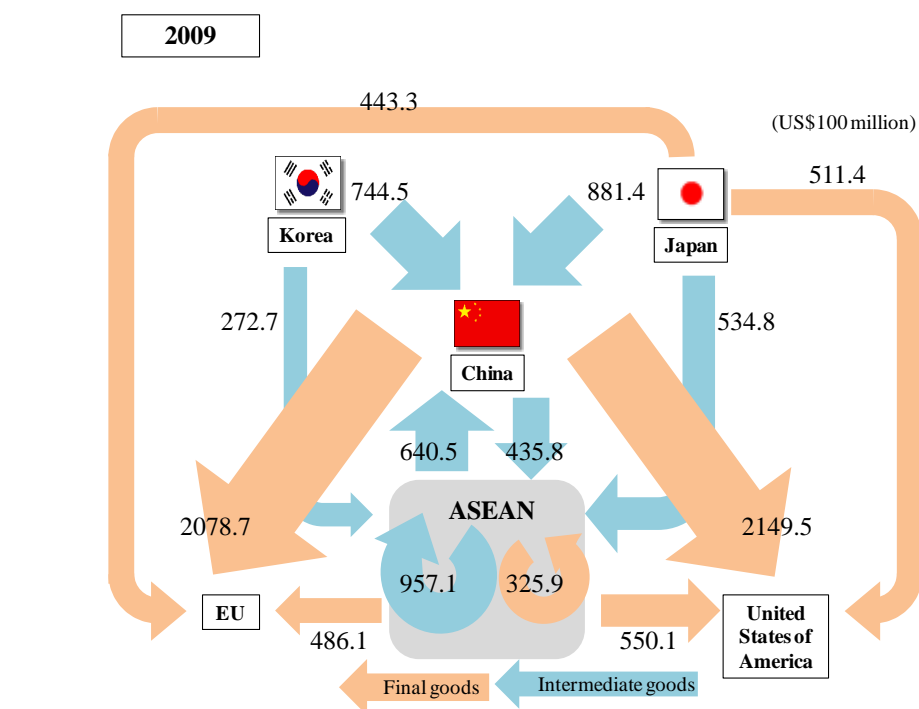 2009
443.3
(US$100 million)
511.4
744.5
881.4
Korea
Japan
272.7
534.8
China
640.5
435.8
ASEAN
2078.7
2149.5
957.1
325.9
EU
United
States of
America
486.1
550.1
Final goods
Intermediate goods